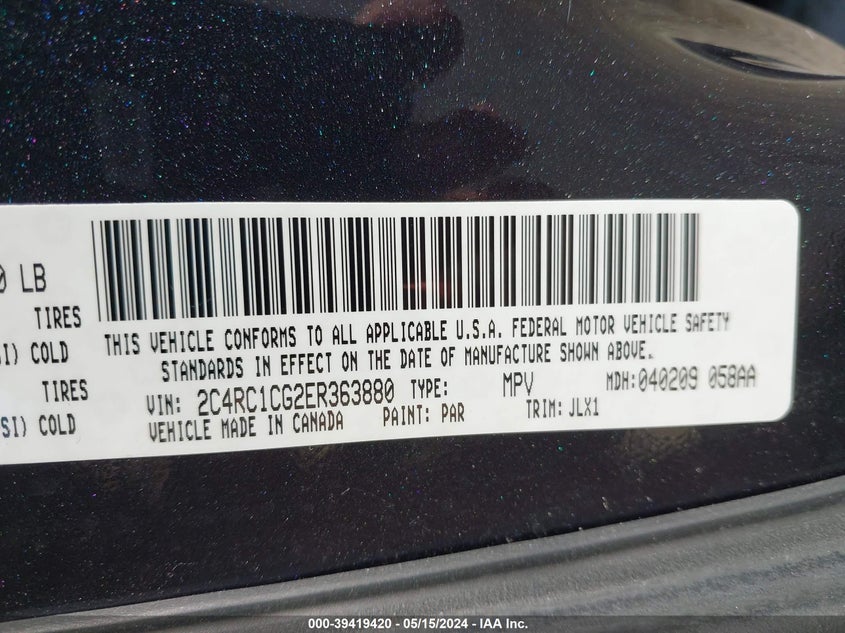 0 LB
TIRES
SI) COLD
TIRES
SI) COLD
THIS VEHICLE CONFORMS TO ALL APPLICABLE U.S.A. FEDERAL MOTOR VEHICLE SAFETY
STANDARDS IN EFFECT ON THE DATE OF MANUFACTURE SHOWN ABOVE.
VIN: 2C4RC1CG2ER363880 TYPE: MPV MDH:040209 058AA
VEHICLE MADE IN CANADA PAINT: PAR TRIM: JLX1
000-39419420 - 05/15/2024 - IAA Inc.